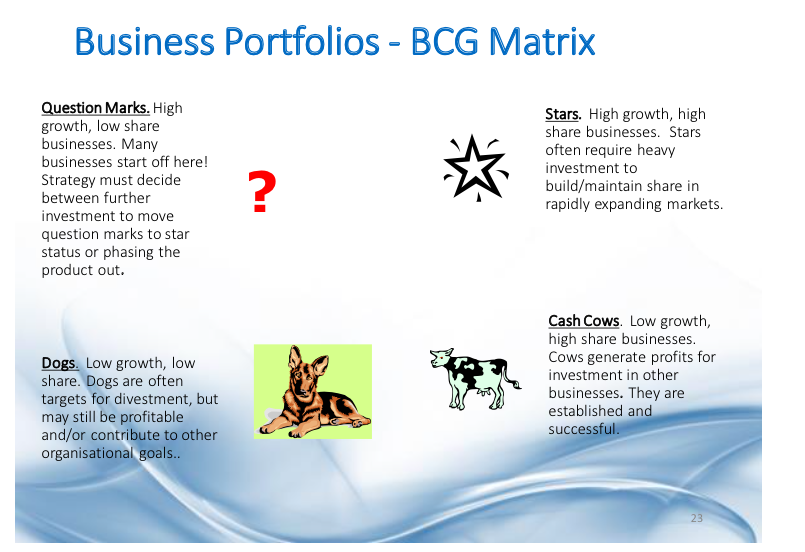 Business Portfolios - BCG Matrix
Question Marks. High
growth, low share
businesses. Many
businesses start off here!
Strategy must decide
between further
investment to move
question marks to star
status or phasing the
product out.
?
Stars. High growth, high
share businesses. Stars
often require heavy
investment to
build/maintain share in
rapidly expanding markets.
Dogs. Low growth, low
share. Dogs are often
targets for divestment, but
may still be profitable
and/or contribute to other
organisational goals..
Cash Cows. Low growth,
high share businesses.
Cows generate profits for
investment in other
businesses. They are
established and
successful.
23